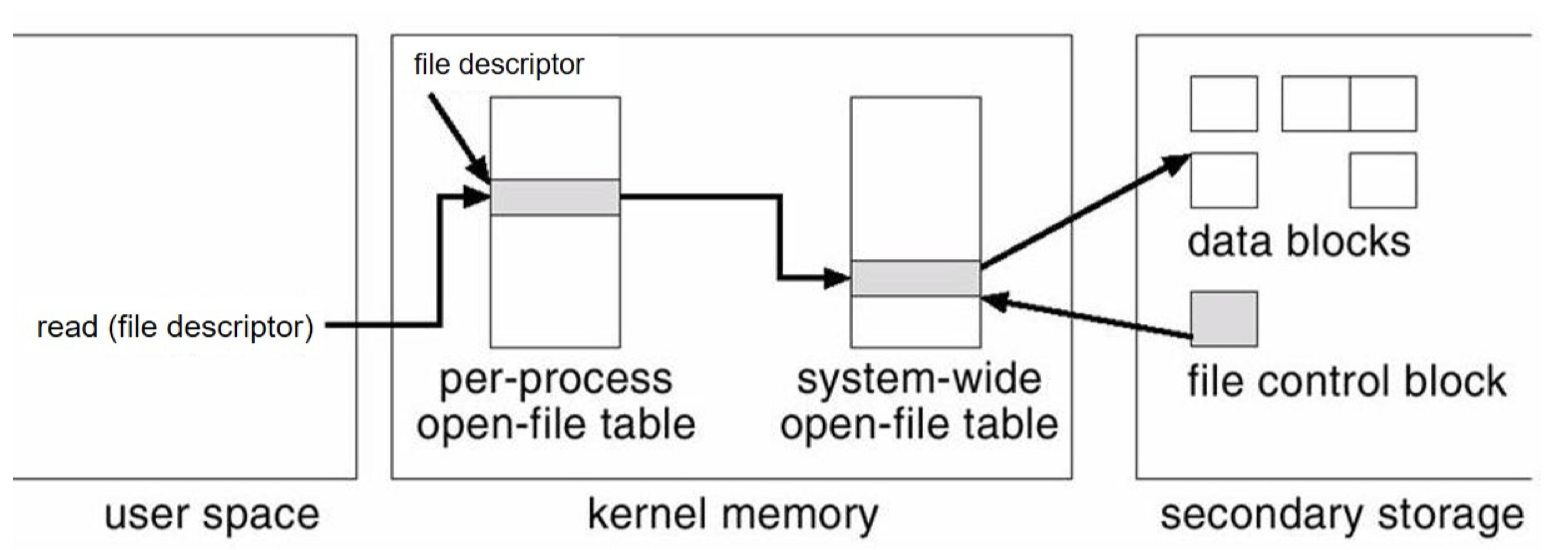 file descriptor
read (file descriptor)
per-process
open-file table
system-wide
open-file table
data blocks
file control block
user space
kernel memory
secondary storage